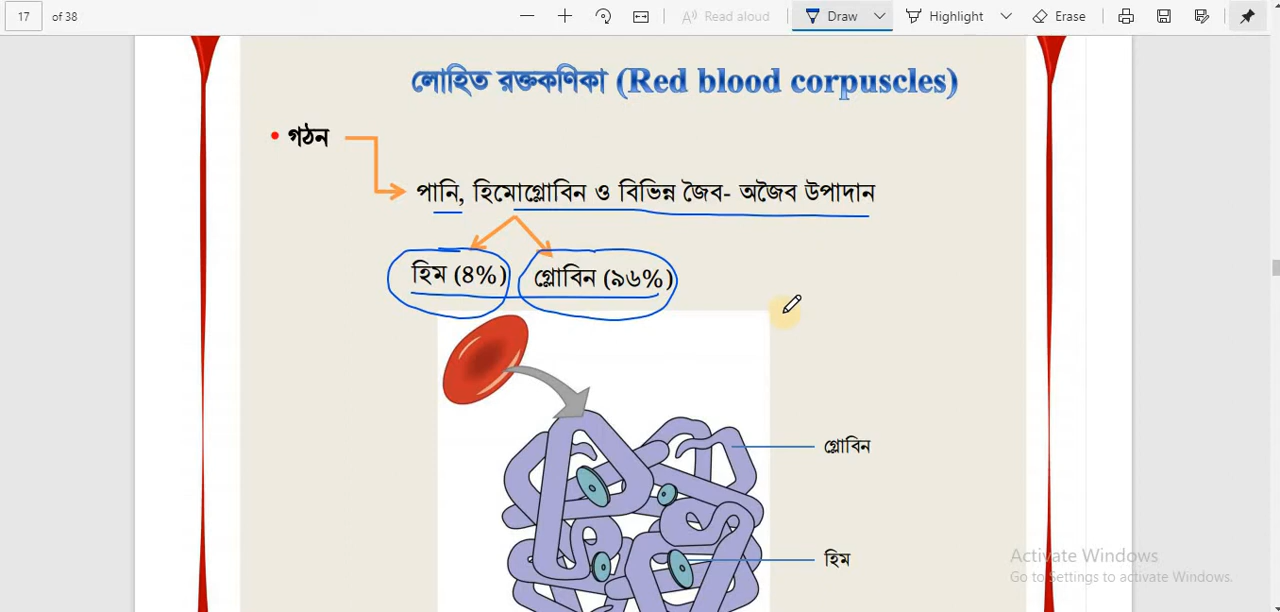 17 of 38 Read aloud Draw Highlight Erase
লোহিত রক্তকণিকা (Red blood corpuscles)
• গঠন
পানি, হিমোগ্লোবিন ও বিভিন্ন জৈব- অজৈব উপাদান
হিম (৪%) গ্লোবিন (৯৬%)
গ্লোবিন
হিম
Activate Windows
Go to Settings to activate Windows.